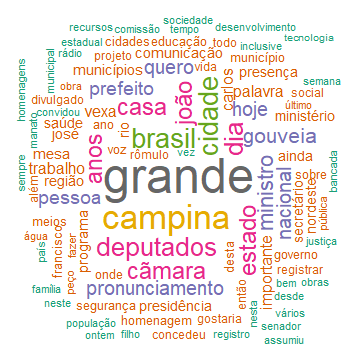 sociedade
recursos comissão tempo desenvolvimento
estadual cidades educação todo tecnologia
rádio projeto comunicação inclusive
municípios quero vida município
municipal obra carlos presença semana
homenagens divulgado prefeito joão cidade palavra social
convidou vexa casa hoje ministério último
saúde ano rio brasil dia gouveia
manato josé anos voz
mesa rômulo vez ainda bancada
sempre trabalho grande sobre
além região ministro nacional secretários nordeste pública
pessoa campina
meios estado justiça
água francisco deputados importante
país fazer programa câmara desta governo
peço onde registrar
família pronunciamento então bem obras
neste segurança presidência nesta desde
população homenagem gostaria vários
ontem filho concedeu registro senador
assumiu